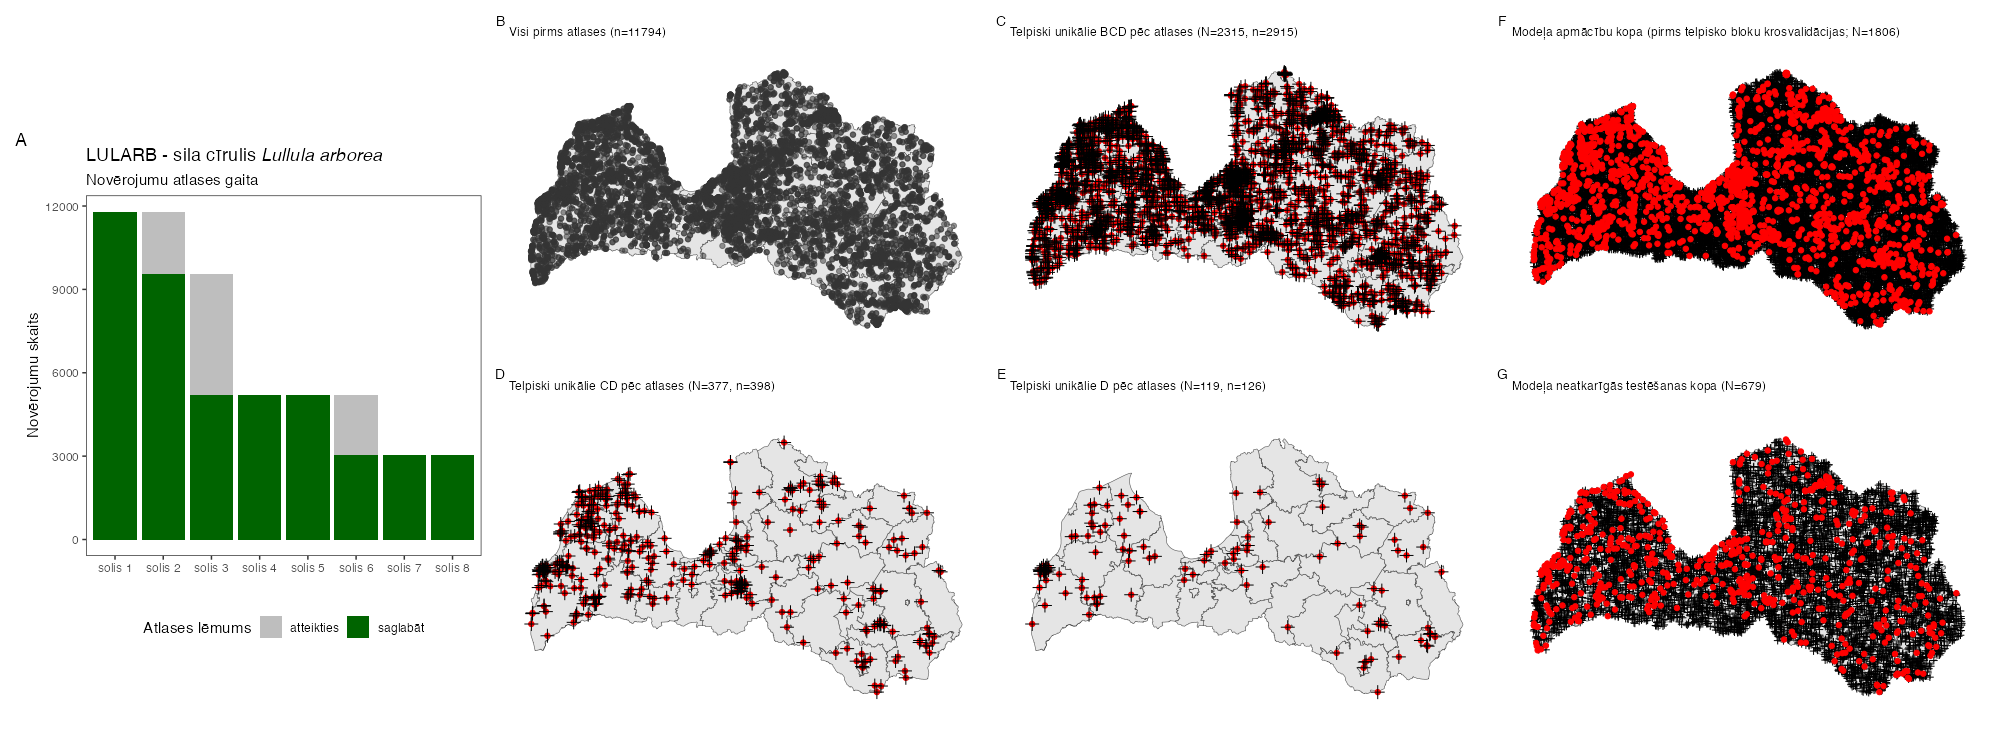 A
LULARB - sila cīrulis Lullula arborea
Novērojumu atlases gaita
Novērojumu skaits
12000
9000
6000
3000
0
solis 1
solis 2
solis 3
solis 4
solis 5
solis 6
solis 7
solis 8
Atlases lēmums
atteikties
saglabāt
B
Visi pirms atlases (n=11794)
C
Telpiski unikālie BCD pēc atlases (N=2315, n=2915)
D
Telpiski unikālie CD pēc atlases (N=377, n=398)
E
Telpiski unikālie D pēc atlases (N=119, n=126)
F
Modeļa apmācību kopa (pirms telpisko bloku krosvalidācijas; N=1806)
G
Modeļa neatkarīgās testēšanas kopa (N=679)